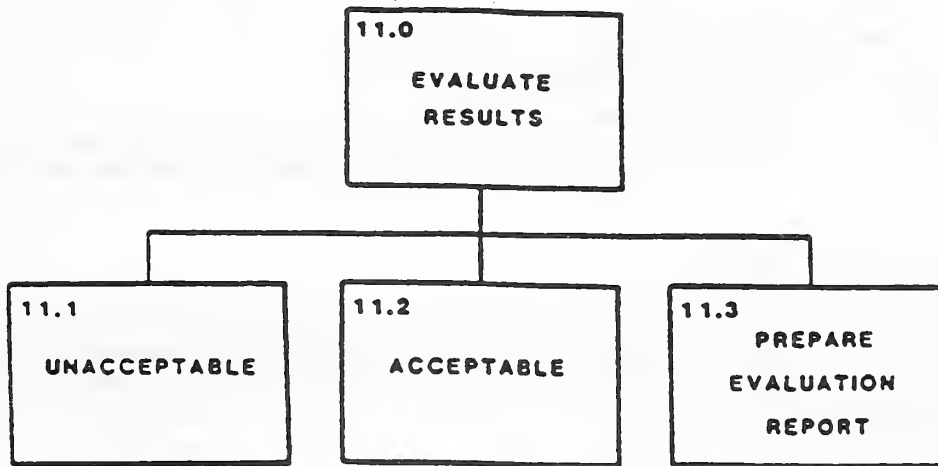 11.0
EVALUATE
RESULTS
11.1
UNACCEPTABLE
11.2
ACCEPTABLE
11.3
PREPARE
EVALUATION
REPORT